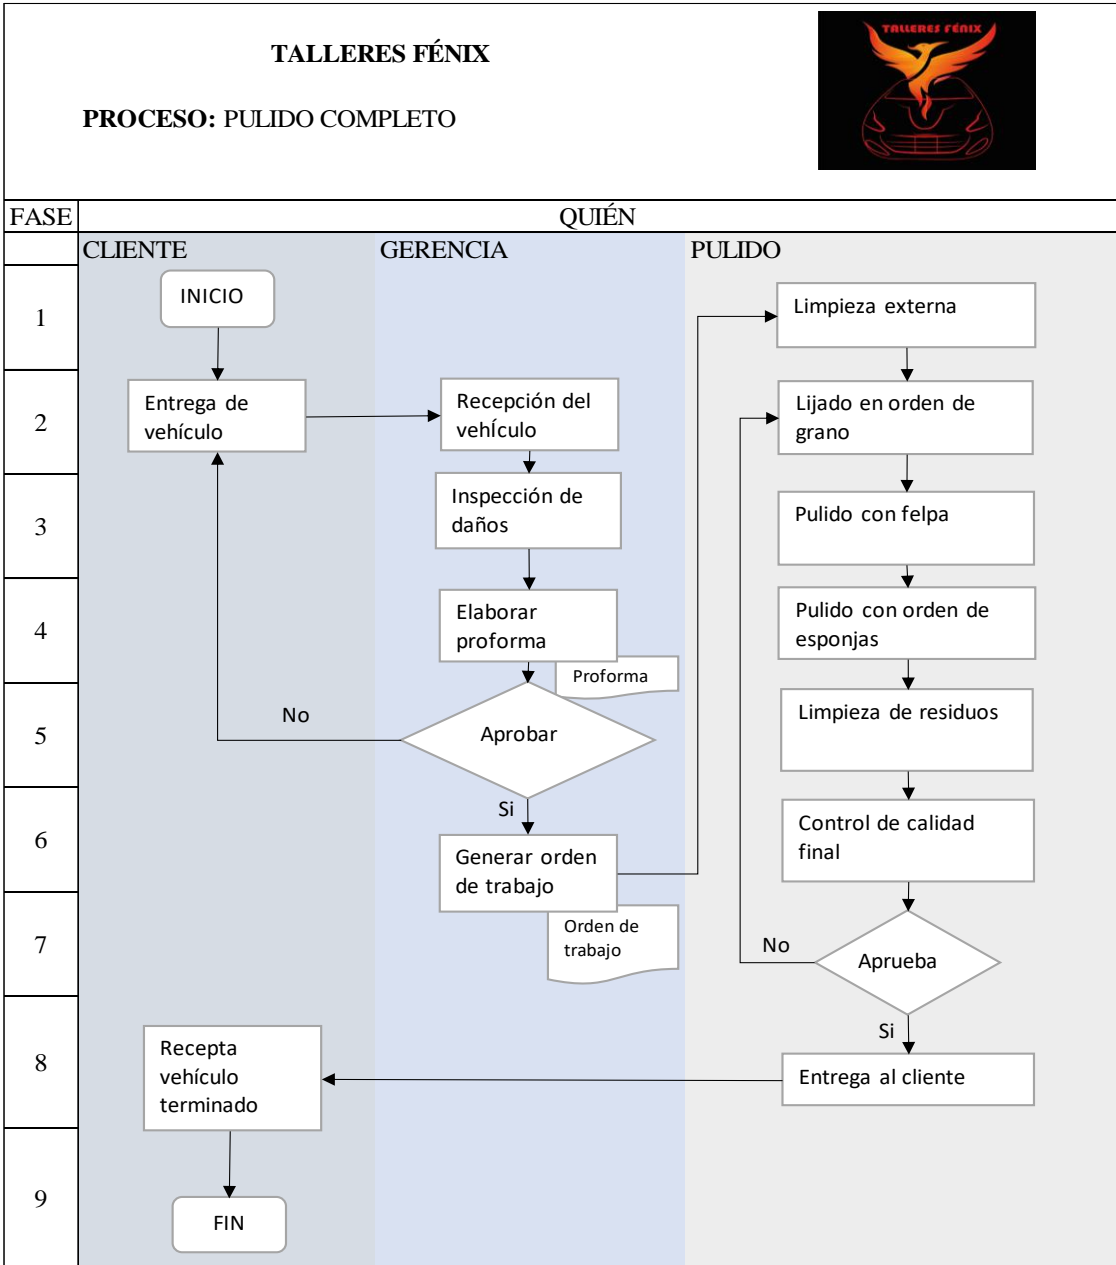 TALLERES FÉNIX
TALLERES FÉNIX
PROCESO: PULIDO COMPLETO
FASE
QUIÉN
CLIENTE
GERENCIA
PULIDO
1
INICIO
Limpieza externa
2
Entrega de
vehículo
Recepción del
vehÍculo
Lijado en orden de
grano
3
Inspección de
daños
Pulido con felpa
4
Elaborar
proforma
Proforma
Pulido con orden de
esponjas
5
No
Aprobar
Limpieza de residuos
6
Si
Generar orden
de trabajo
Control de calidad
final
7
Orden de
trabajo
No
Aprueba
Si
8
Recepta
vehículo
terminado
Entrega al cliente
9
FIN